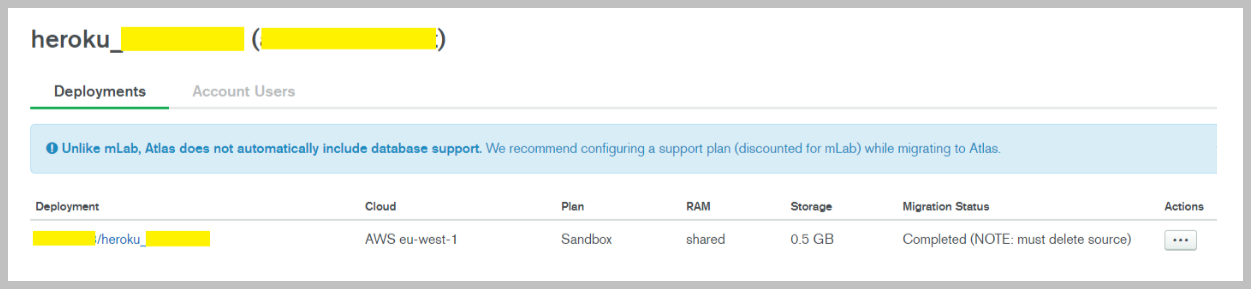 heroku_ ( )
Deployments Account Users
Unlike mLab, Atlas does not automatically include database support. We recommend configuring a support plan (discounted for mLab) while migrating to Atlas.
Deployment Cloud Plan RAM Storage Migration Status Actions
/heroku_ AWS eu-west-1 Sandbox shared 0.5 GB Completed (NOTE: must delete source) •••